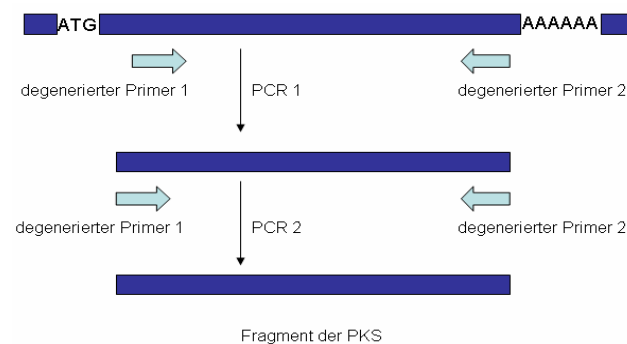 ATG AAAAAA
degenerierter Primer 1 PCR 1 degenerierter Primer 2
degenerierter Primer 1 PCR 2 degenerierter Primer 2
Fragment der PKS